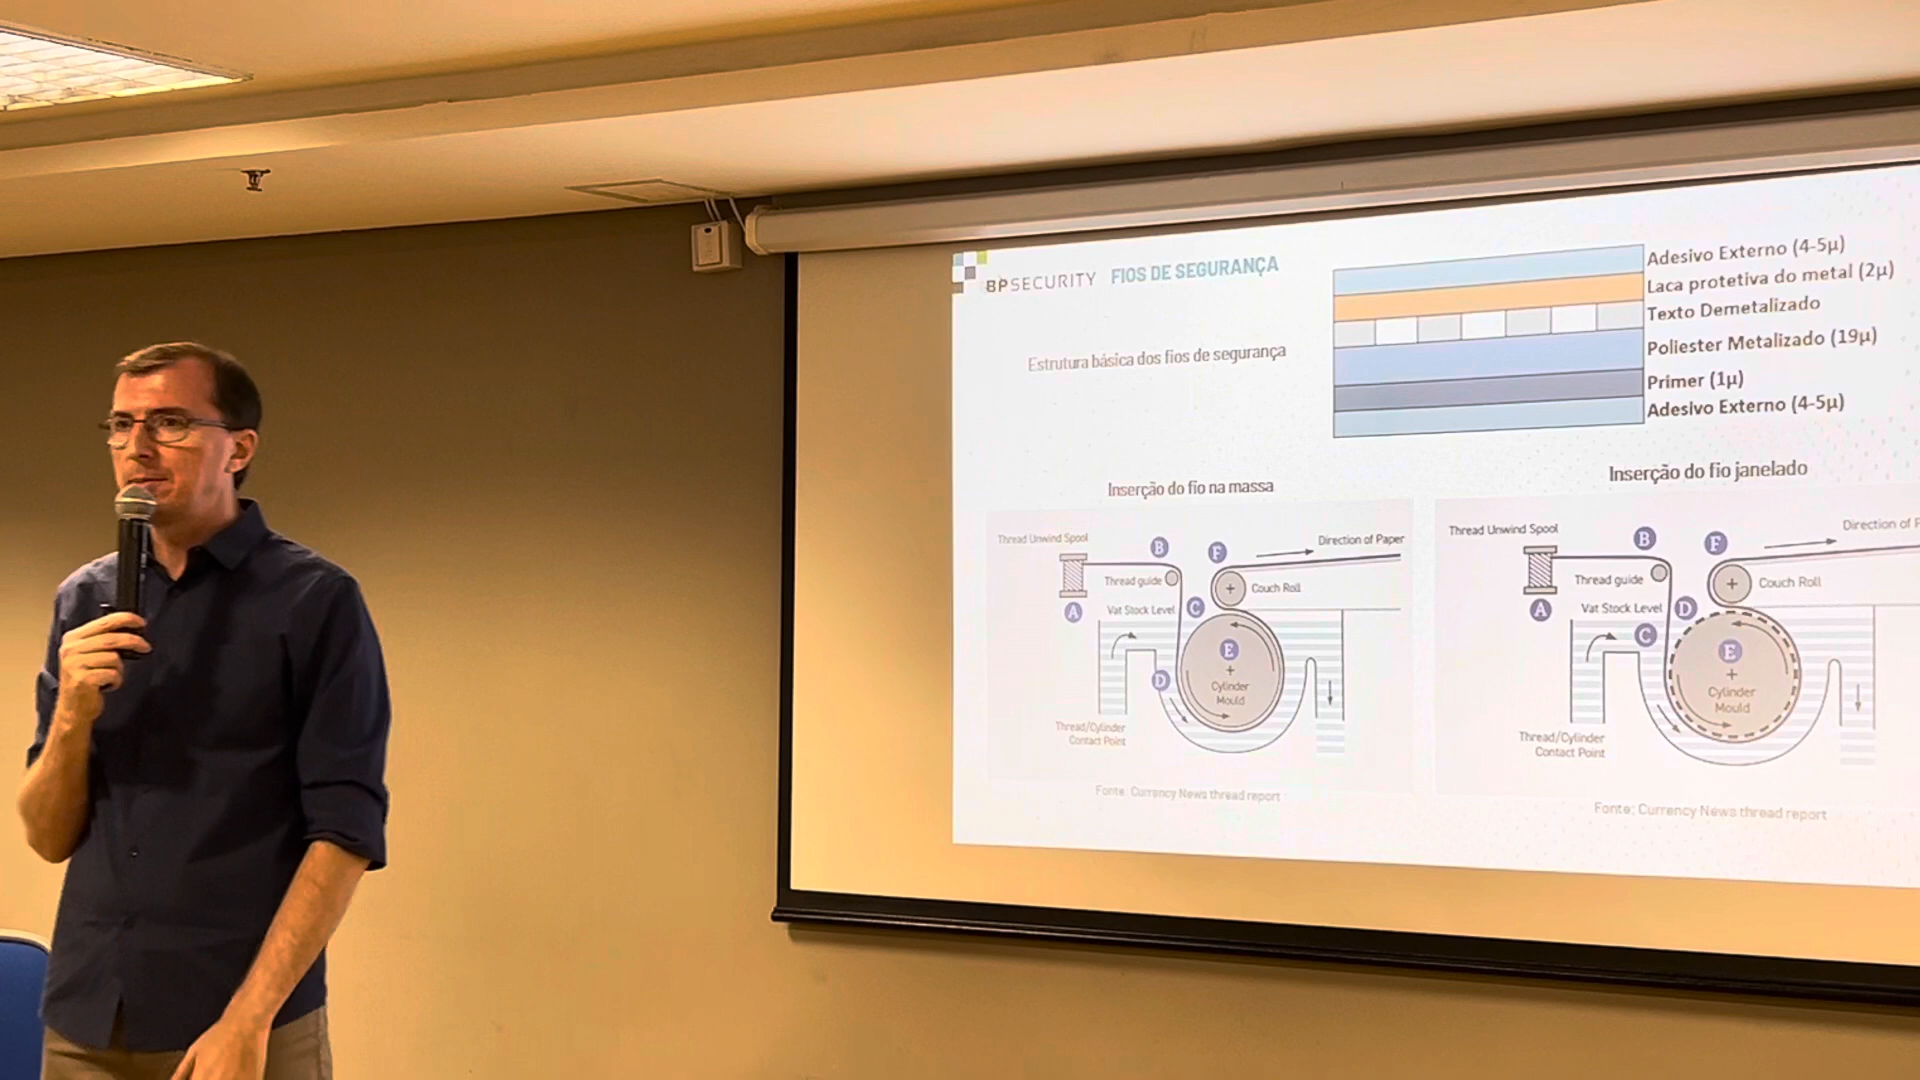 BPSECURITY FIOS DE SEGURANÇA
Adesivo Externo (4-5µ)
Laca protetiva do metal (2µ)
Texto Demetalizado
Poliester Metalizado (19µ)
Primer (1µ)
Adesivo Externo (4-5µ)
Estrutura básica dos fios de segurança
Inserção do fio na massa
Thread Unwind Spool
B
F
Direction of Paper
Thread guide
Couch Roll
A
Vat Stock Level
C
E
D
+
+
Cylinder
Mould
Thread/Cylinder
Contact Point
Fonte: Currency News thread report
Inserção do fio janelado
Thread Unwind Spool
B
F
Direction of P
Thread guide
Couch Roll
A
Vat Stock Level
D
C
E
+
+
Cylinder
Mould
Thread/Cylinder
Contact Point
Fonte: Currency News thread report